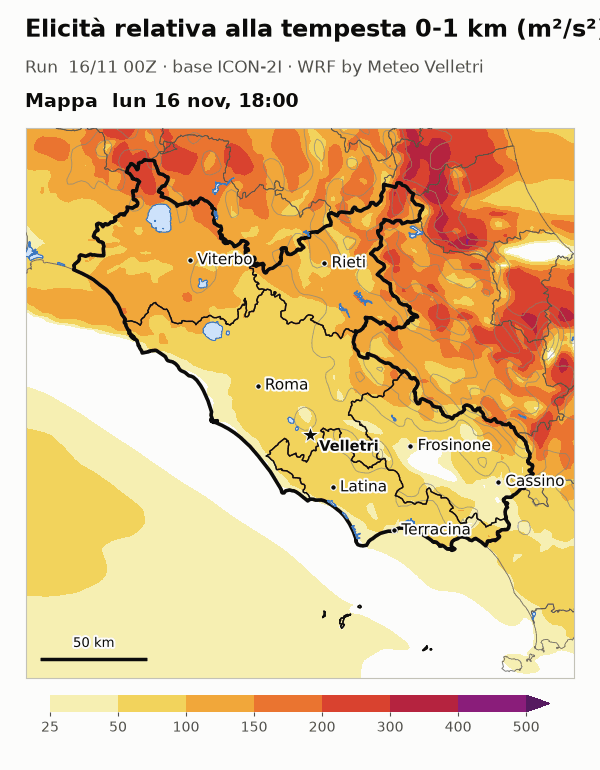 Elicità relativa alla tempesta 0-1 km (m²/s²)
Run 16/11 00Z · base ICON-2I · WRF by Meteo Velletri
Mappa lun 16 nov, 18:00
Viterbo
Rieti
Roma
Velletri
Frosinone
Cassino
Latina
Terracina
50 km
25 50 100 150 200 300 400 500